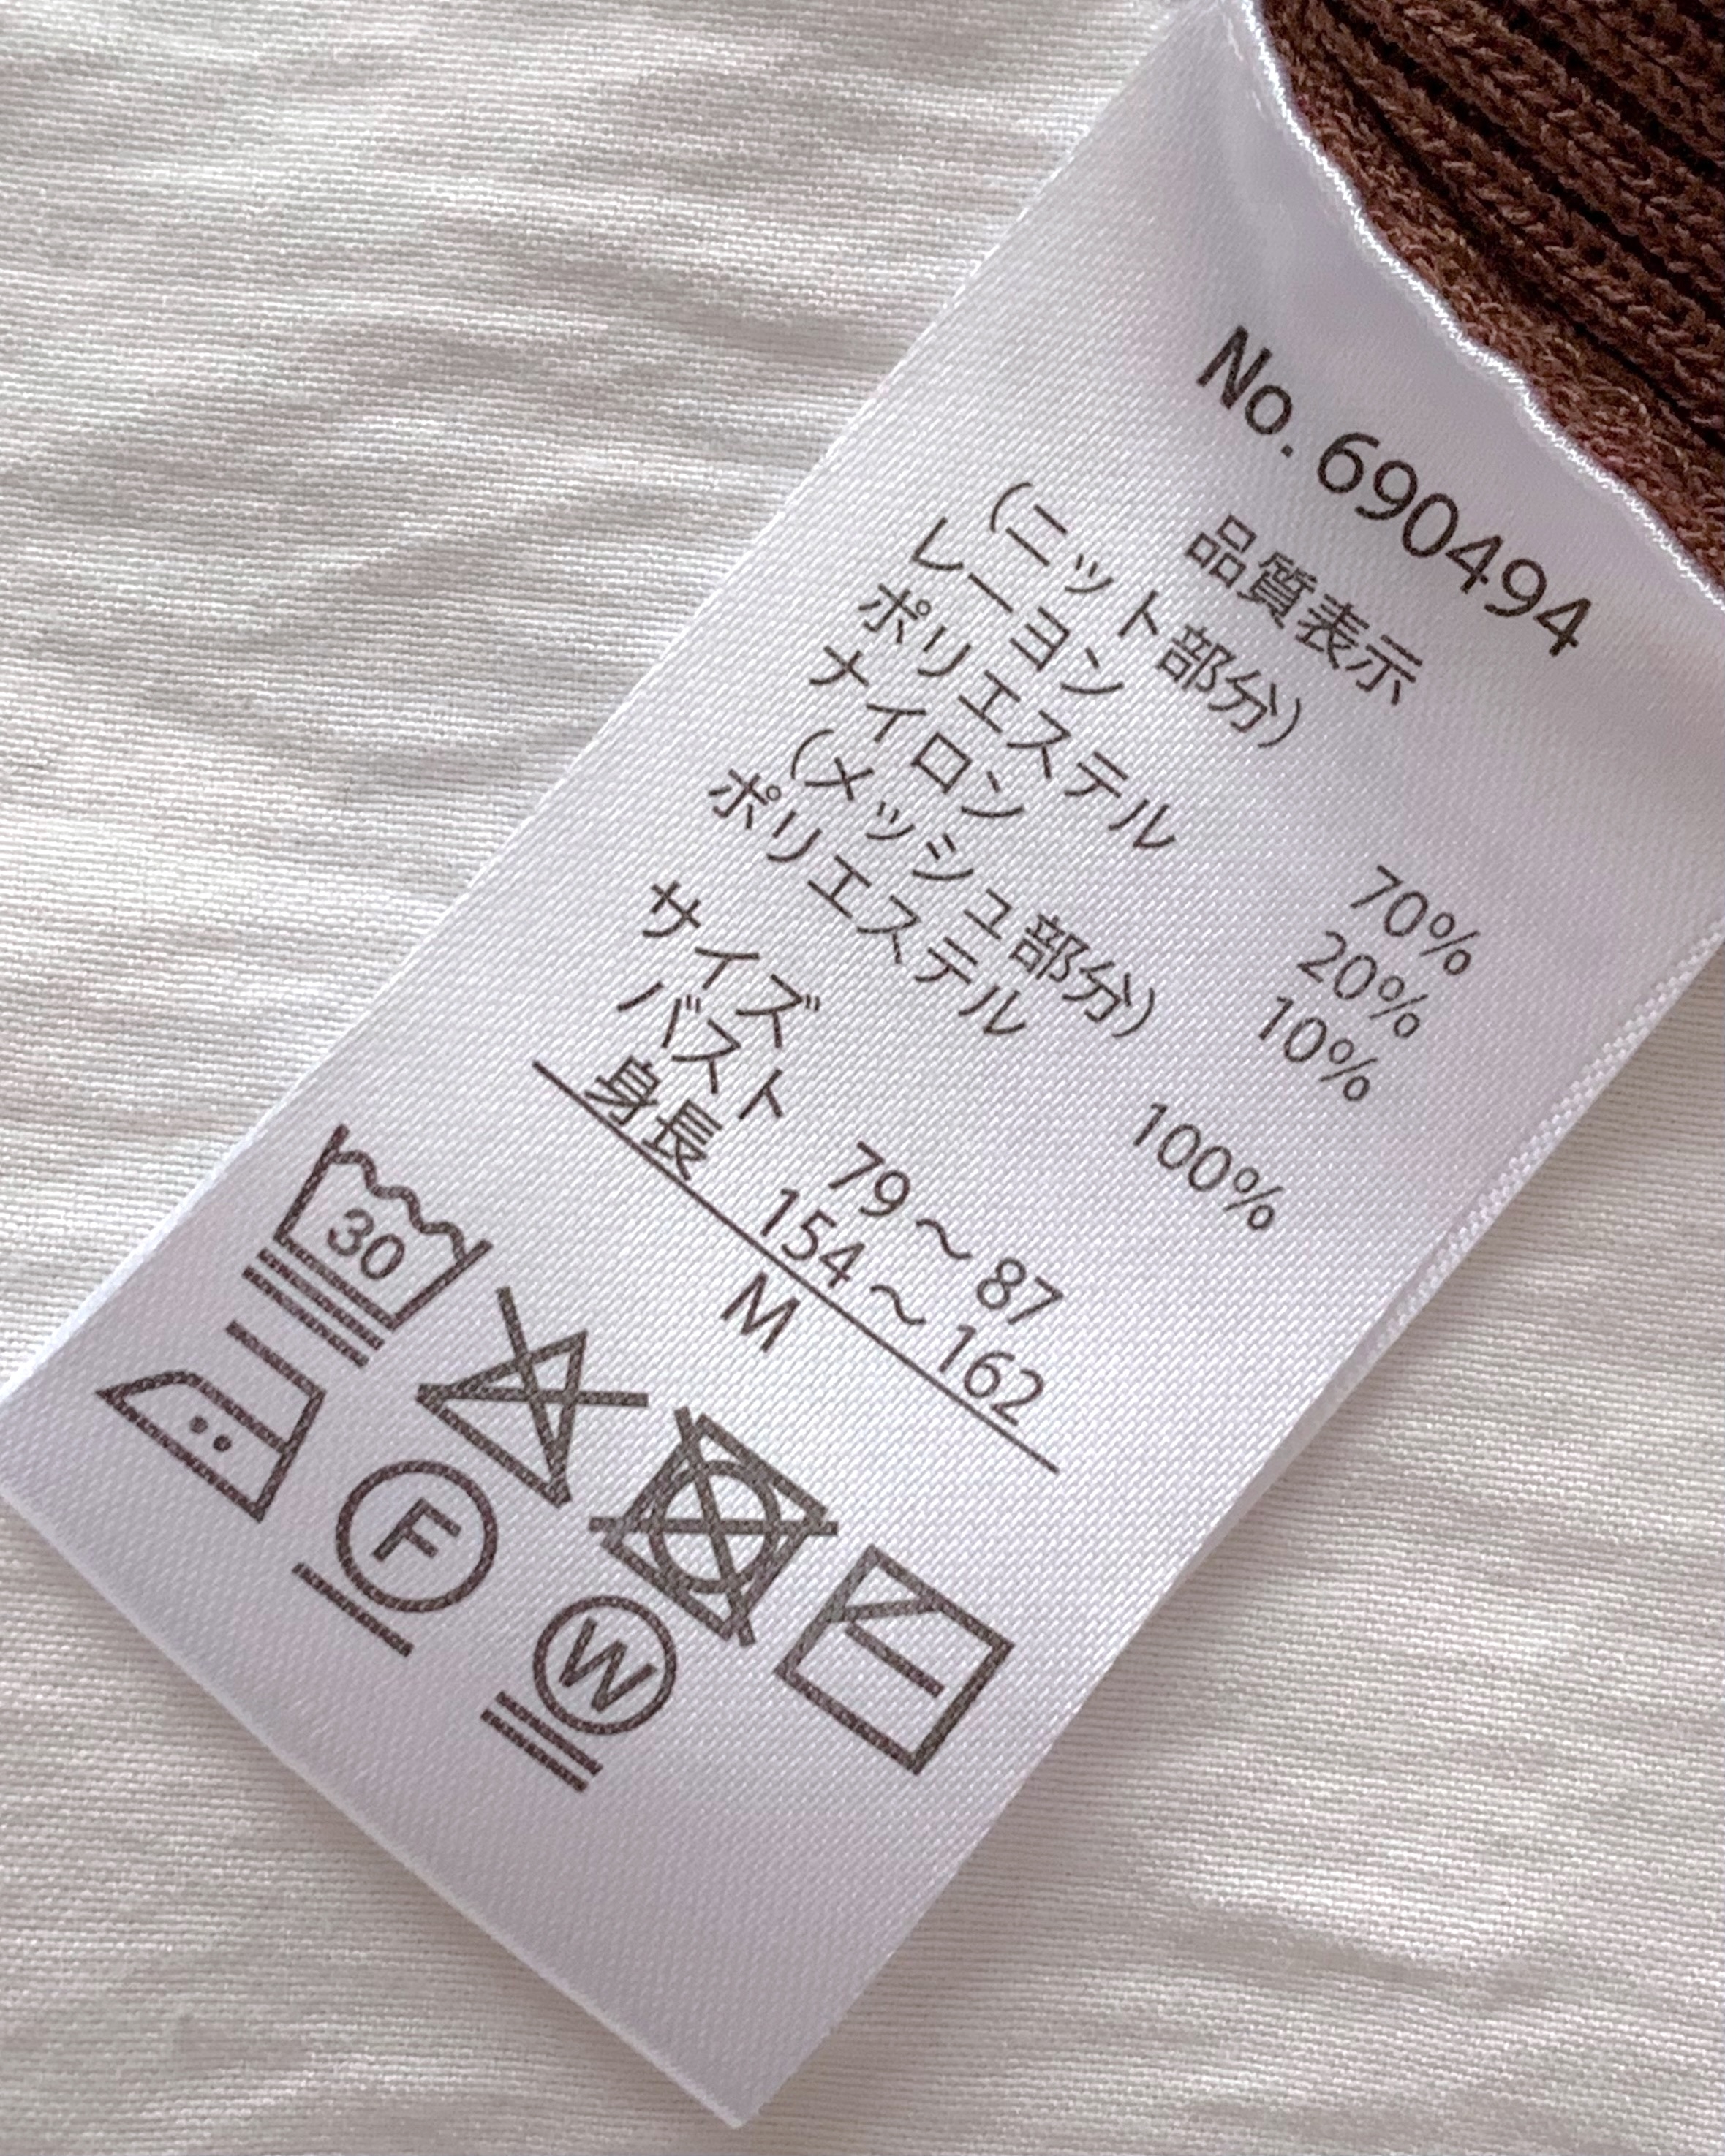 No. 690494
品質表示
(ニット部分)
レーヨン 70%
ポリエステル 20%
ナイロン 10%
(メッシュ部分)
ポリエステル 100%
サイズ
バスト 79〜87
身長 154〜162
M
30
F
W